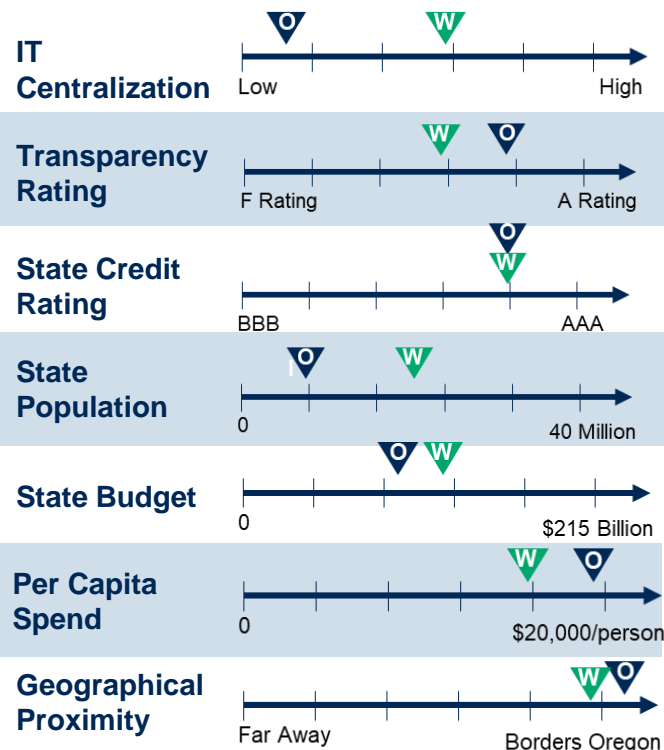 O W
IT
Centralization
Low High
W O
Transparency
Rating
F Rating A Rating
O
W
State Credit
Rating
BBB AAA
O W
State
Population
0 40 Million
O W
State Budget
0 $215 Billion
W O
Per Capita
Spend
0 $20,000/person
W O
Geographical
Proximity
Far Away Borders Oregon